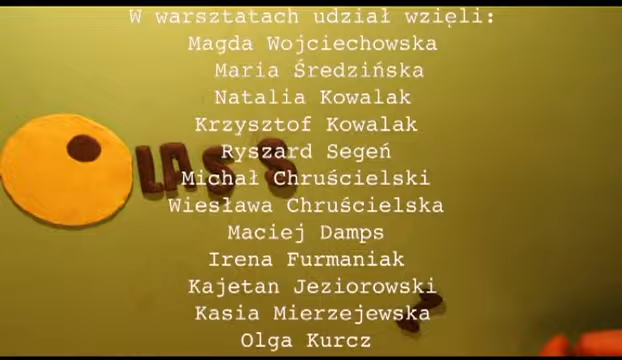 W warsztatach udział wzięli:
Magda Wojciechowska
Maria Średzińska
Natalia Kowalak
Krzysztof Kowalak
Ryszard Segeń
Michał Chruścielski
Wiesława Chruścielska
Maciej Damps
Irena Furmaniak
Kajetan Jeziorowski
Kasia Mierzejewska
Olga Kurcz